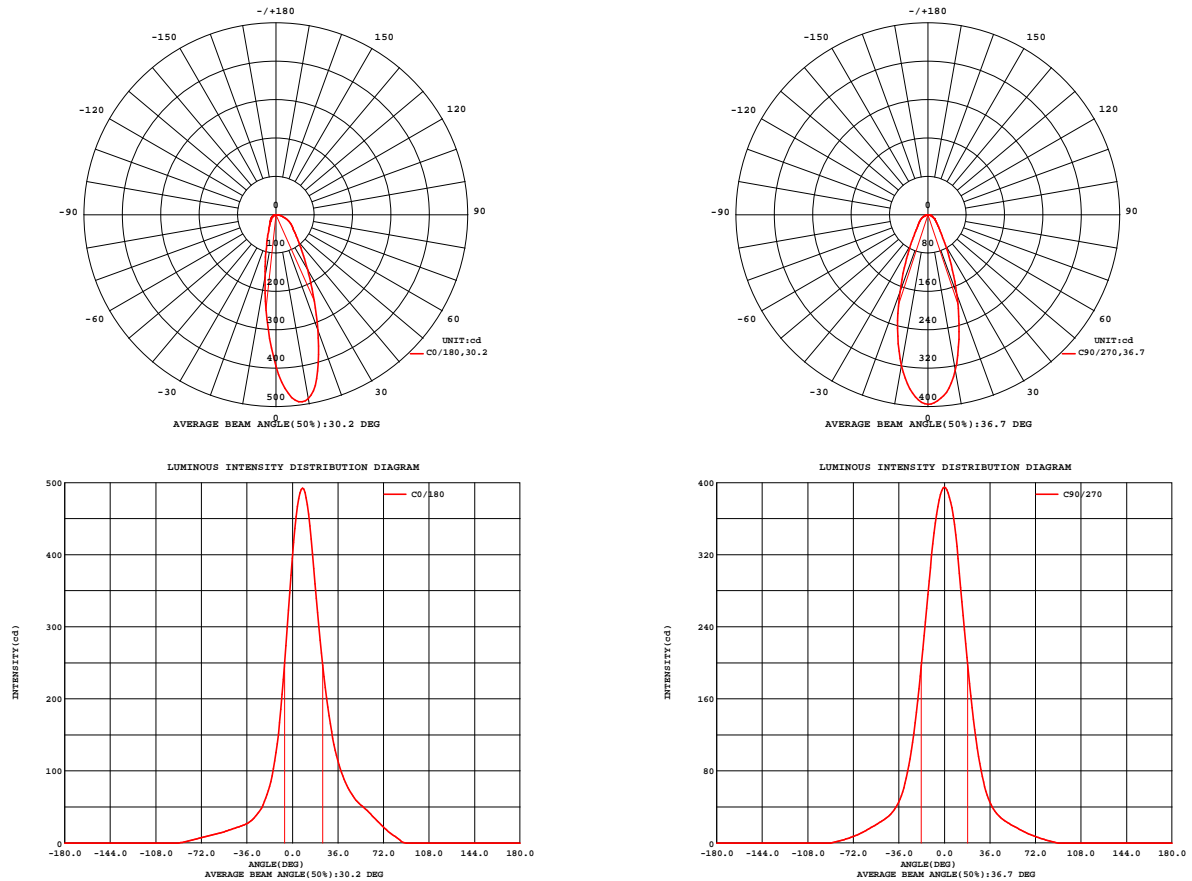 -/+180
-150 150
-120 120
-90 90
-60 60
-30 30
0
0
100
200
300
400
500
UNIT:cd
C0/180,30.2
AVERAGE BEAM ANGLE(50%):30.2 DEG
-/+180
-150 150
-120 120
-90 90
-60 60
-30 30
0
0
80
160
240
320
400
UNIT:cd
C90/270,36.7
AVERAGE BEAM ANGLE(50%):36.7 DEG
LUMINOUS INTENSITY DISTRIBUTION DIAGRAM
C0/180
INTENSITY(cd)
500
400
300
200
100
0
-180.0 -144.0 -108.0 -72.0 -36.0 0.0 36.0 72.0 108.0 144.0 180.0
ANGLE(DEG)
AVERAGE BEAM ANGLE(50%):30.2 DEG
LUMINOUS INTENSITY DISTRIBUTION DIAGRAM
C90/270
INTENSITY(cd)
400
320
240
160
80
0
-180.0 -144.0 -108.0 -72.0 -36.0 0.0 36.0 72.0 108.0 144.0 180.0
ANGLE(DEG)
AVERAGE BEAM ANGLE(50%):36.7 DEG